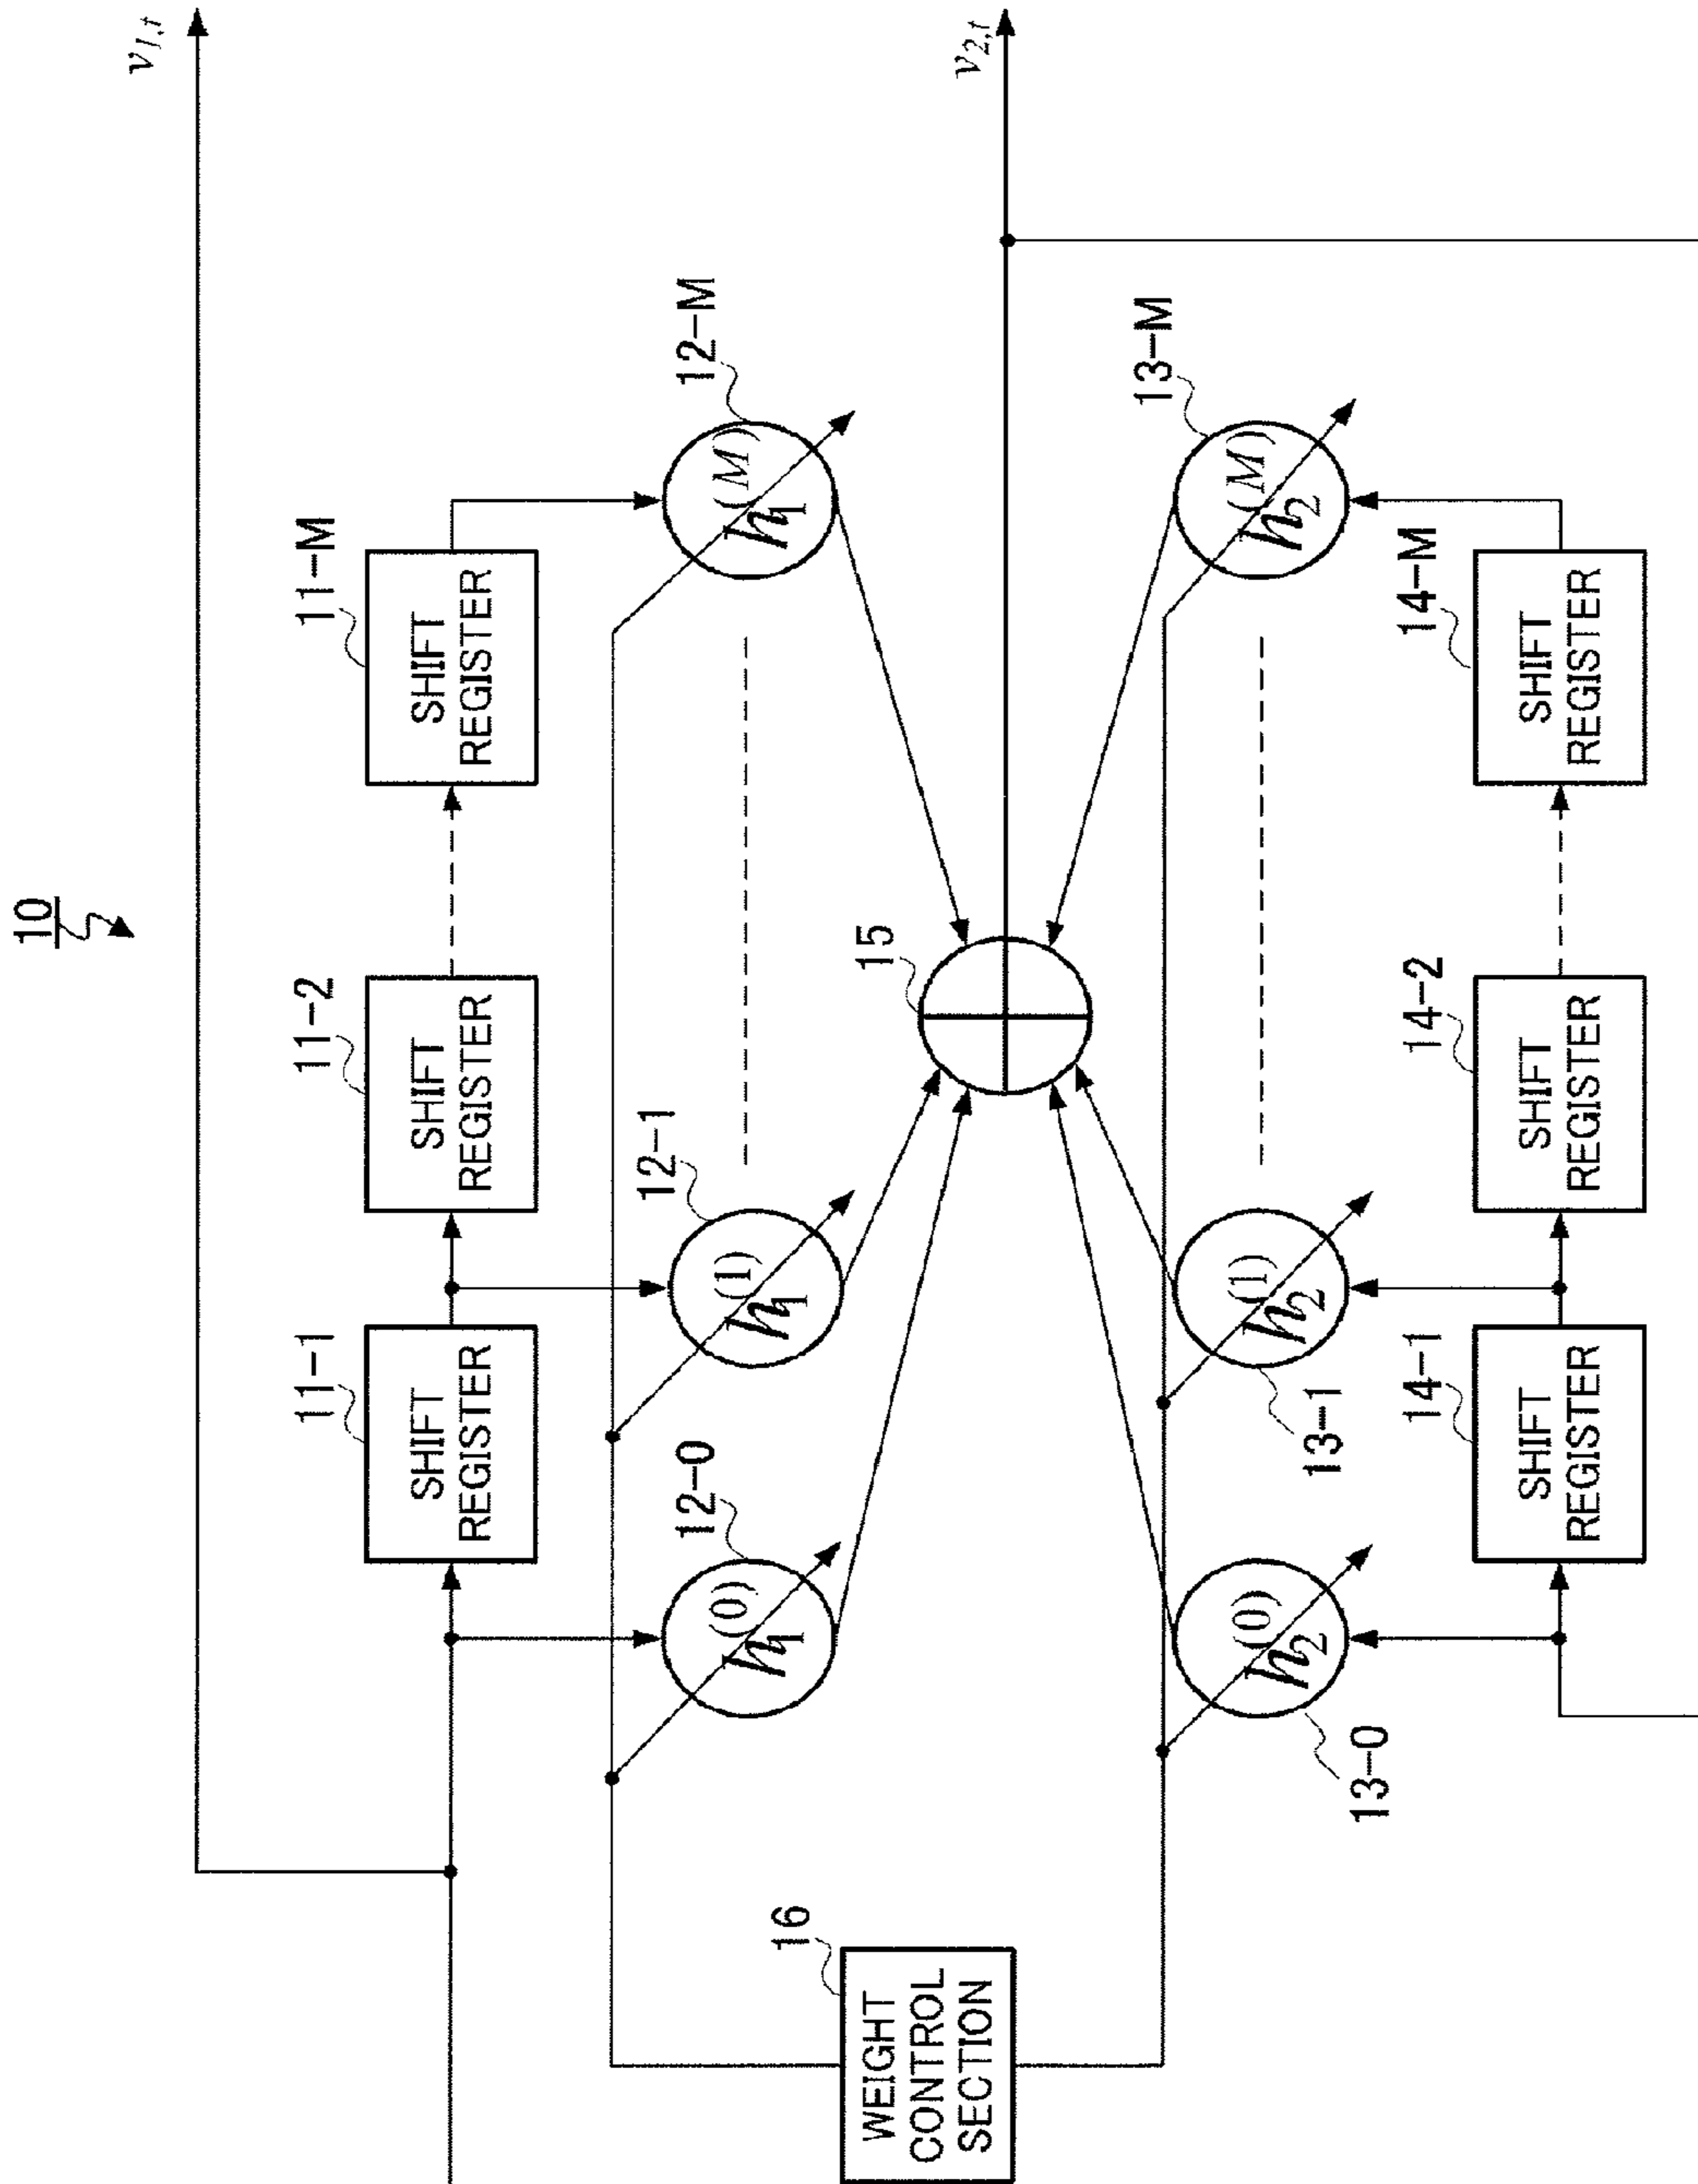 10
v1,t
11-1
SHIFT
REGISTER
11-2
SHIFT
REGISTER
11-M
SHIFT
REGISTER
12-0
h1(0)
12-1
h1(1)
12-M
h1(M)
16
WEIGHT
CONTROL
SECTION
15
v2,t
13-0
h2(0)
13-1
h2(1)
13-M
h2(M)
14-1
SHIFT
REGISTER
14-2
SHIFT
REGISTER
14-M
SHIFT
REGISTER